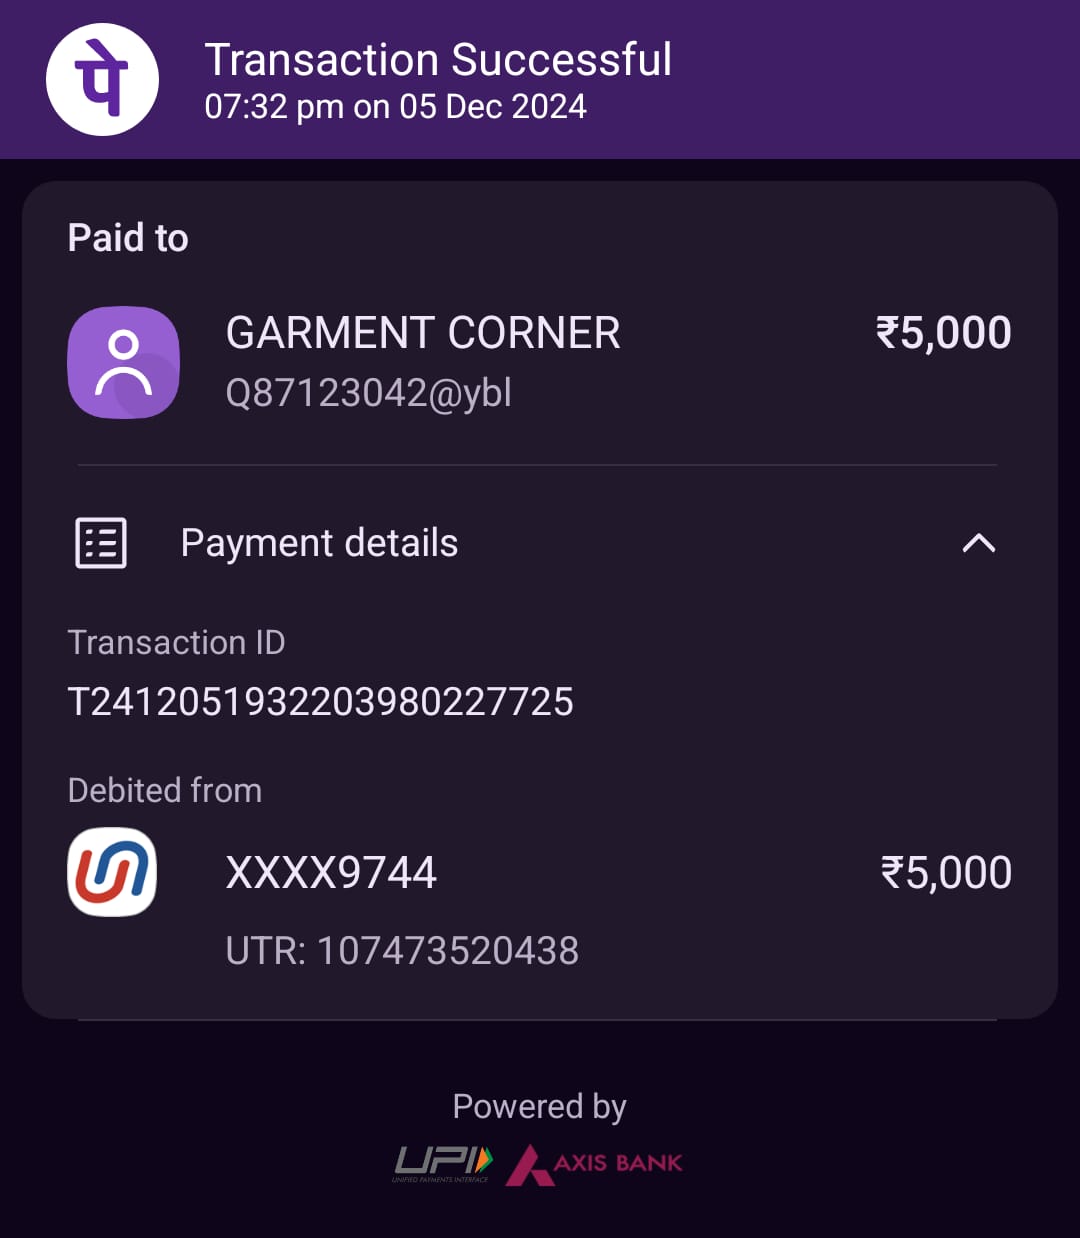 पे
Transaction Successful
07:32 pm on 05 Dec 2024
Paid to
GARMENT CORNER
₹5,000
Q87123042@ybl
Payment details
Transaction ID
T2412051932203980227725
Debited from
XXXX9744
₹5,000
UTR: 107473520438
Powered by
UPI
UNIFIED PAYMENTS INTERFACE
AXIS BANK